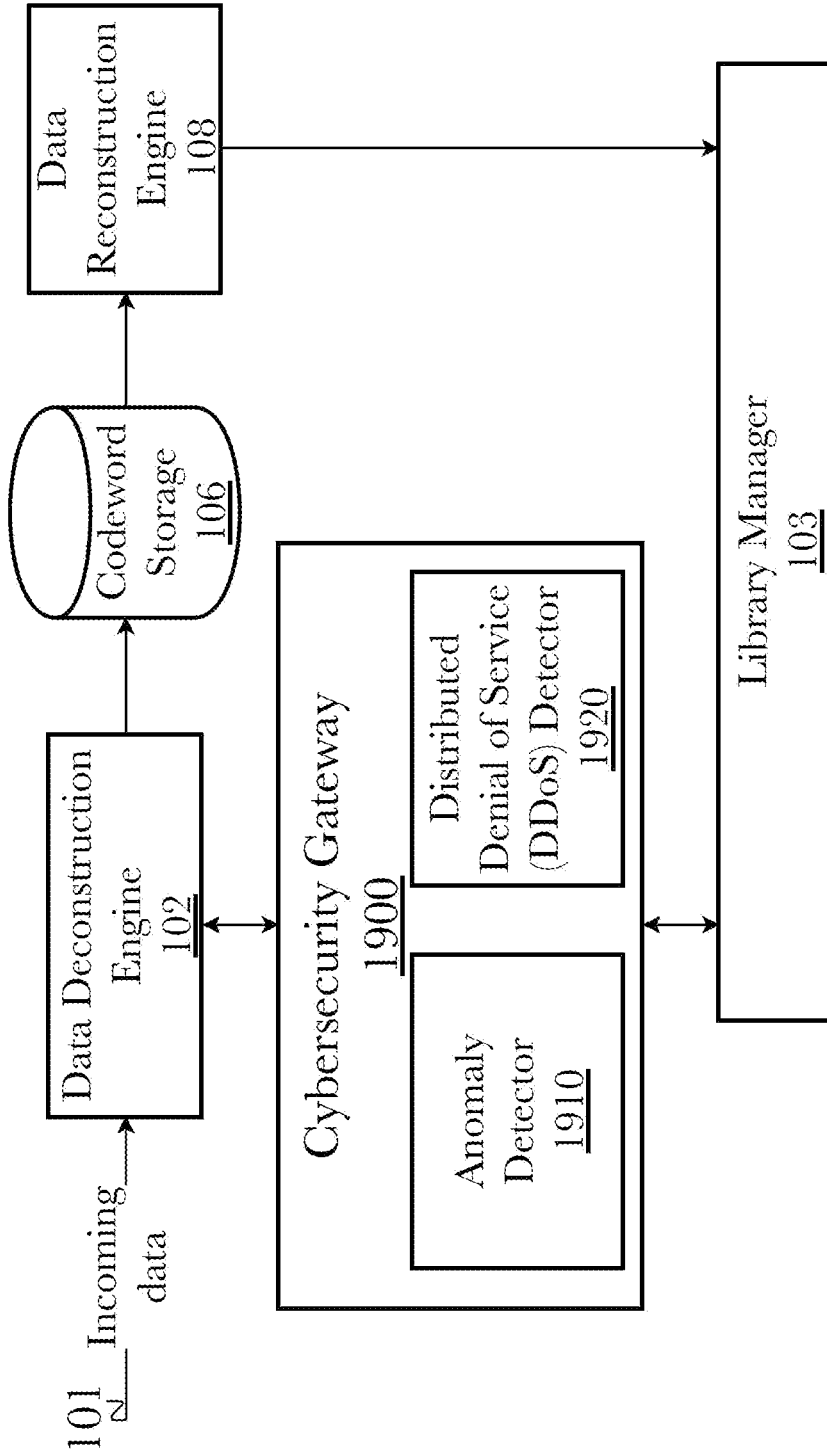 101
Incoming
data
Data Deconstruction
Engine
102
Codeword
Storage
106
Data
Reconstruction
Engine
108
Cybersecurity Gateway
1900
Anomaly
Detector
1910
Distributed
Denial of Service
(DDoS) Detector
1920
Library Manager
103